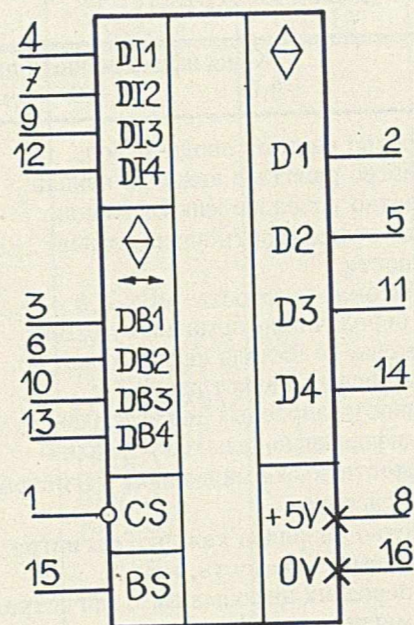 4 DI1
7 DI2
9 DI3
12 DI4
D1 2
D2 5
D3 11
D4 14
3 DB1
6 DB2
10 DB3
13 DB4
1 CS
15 BS
+5V 8
0V 16